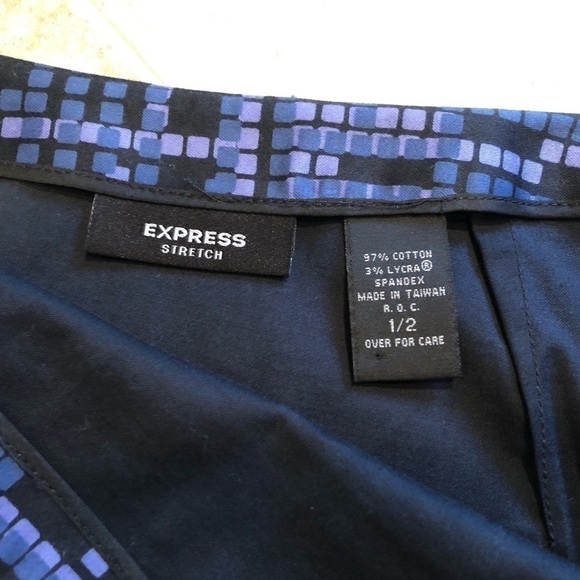 EXPRESS
STRETCH
97% COTTON
3% LYCRA®
SPANDEX
MADE IN TAIWAN
R. O. C.
1/2
OVER FOR CARE